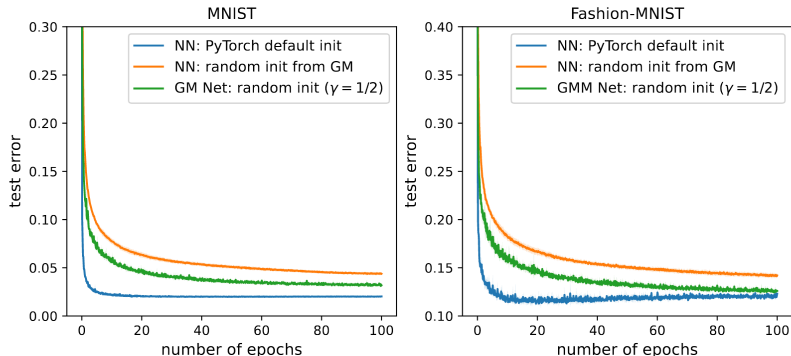 MNIST
0.30
0.25
0.20
0.15
0.10
0.05
0.00
test error
0 20 40 60 80 100
number of epochs
NN: PyTorch default init
NN: random init from GM
GM Net: random init (γ = 1/2)
Fashion-MNIST
0.40
0.35
0.30
0.25
0.20
0.15
0.10
test error
0 20 40 60 80 100
number of epochs
NN: PyTorch default init
NN: random init from GM
GMM Net: random init (γ = 1/2)